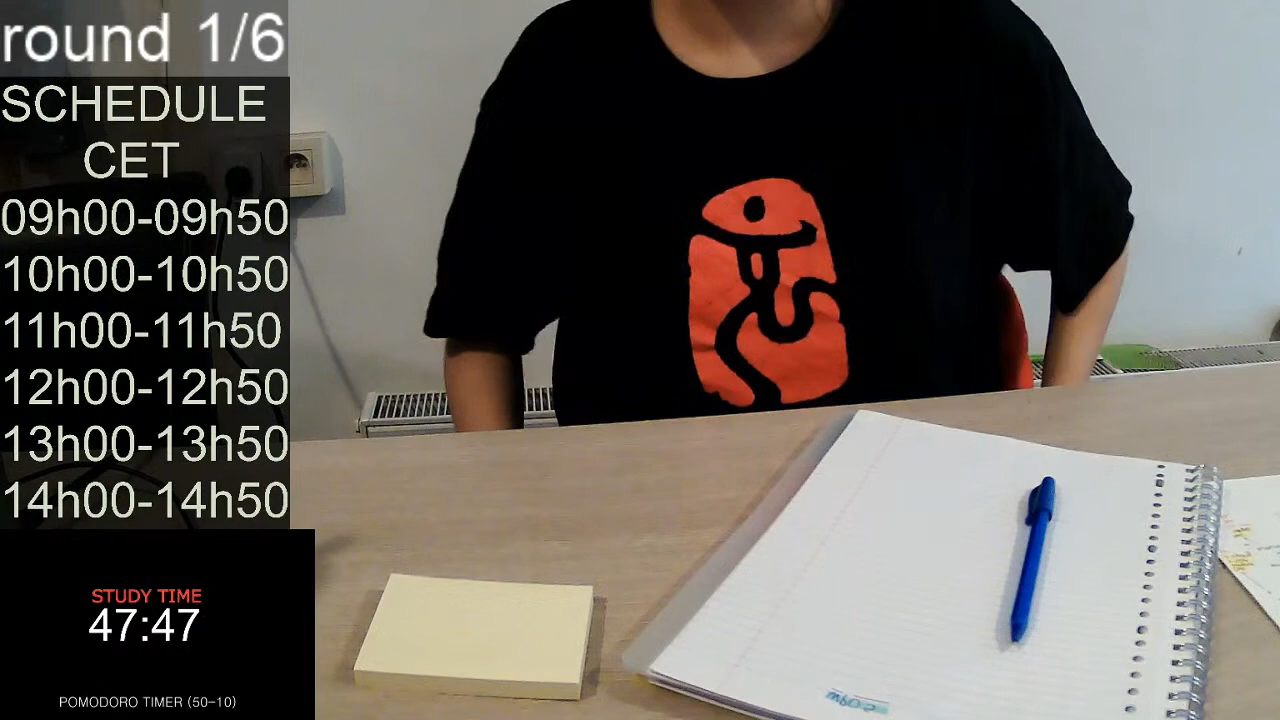 round 1/6
SCHEDULE
CET
09h00-09h50
10h00-10h50
11h00-11h50
12h00-12h50
13h00-13h50
14h00-14h50
STUDY TIME
47:47
POMODORO TIMER (50-10)